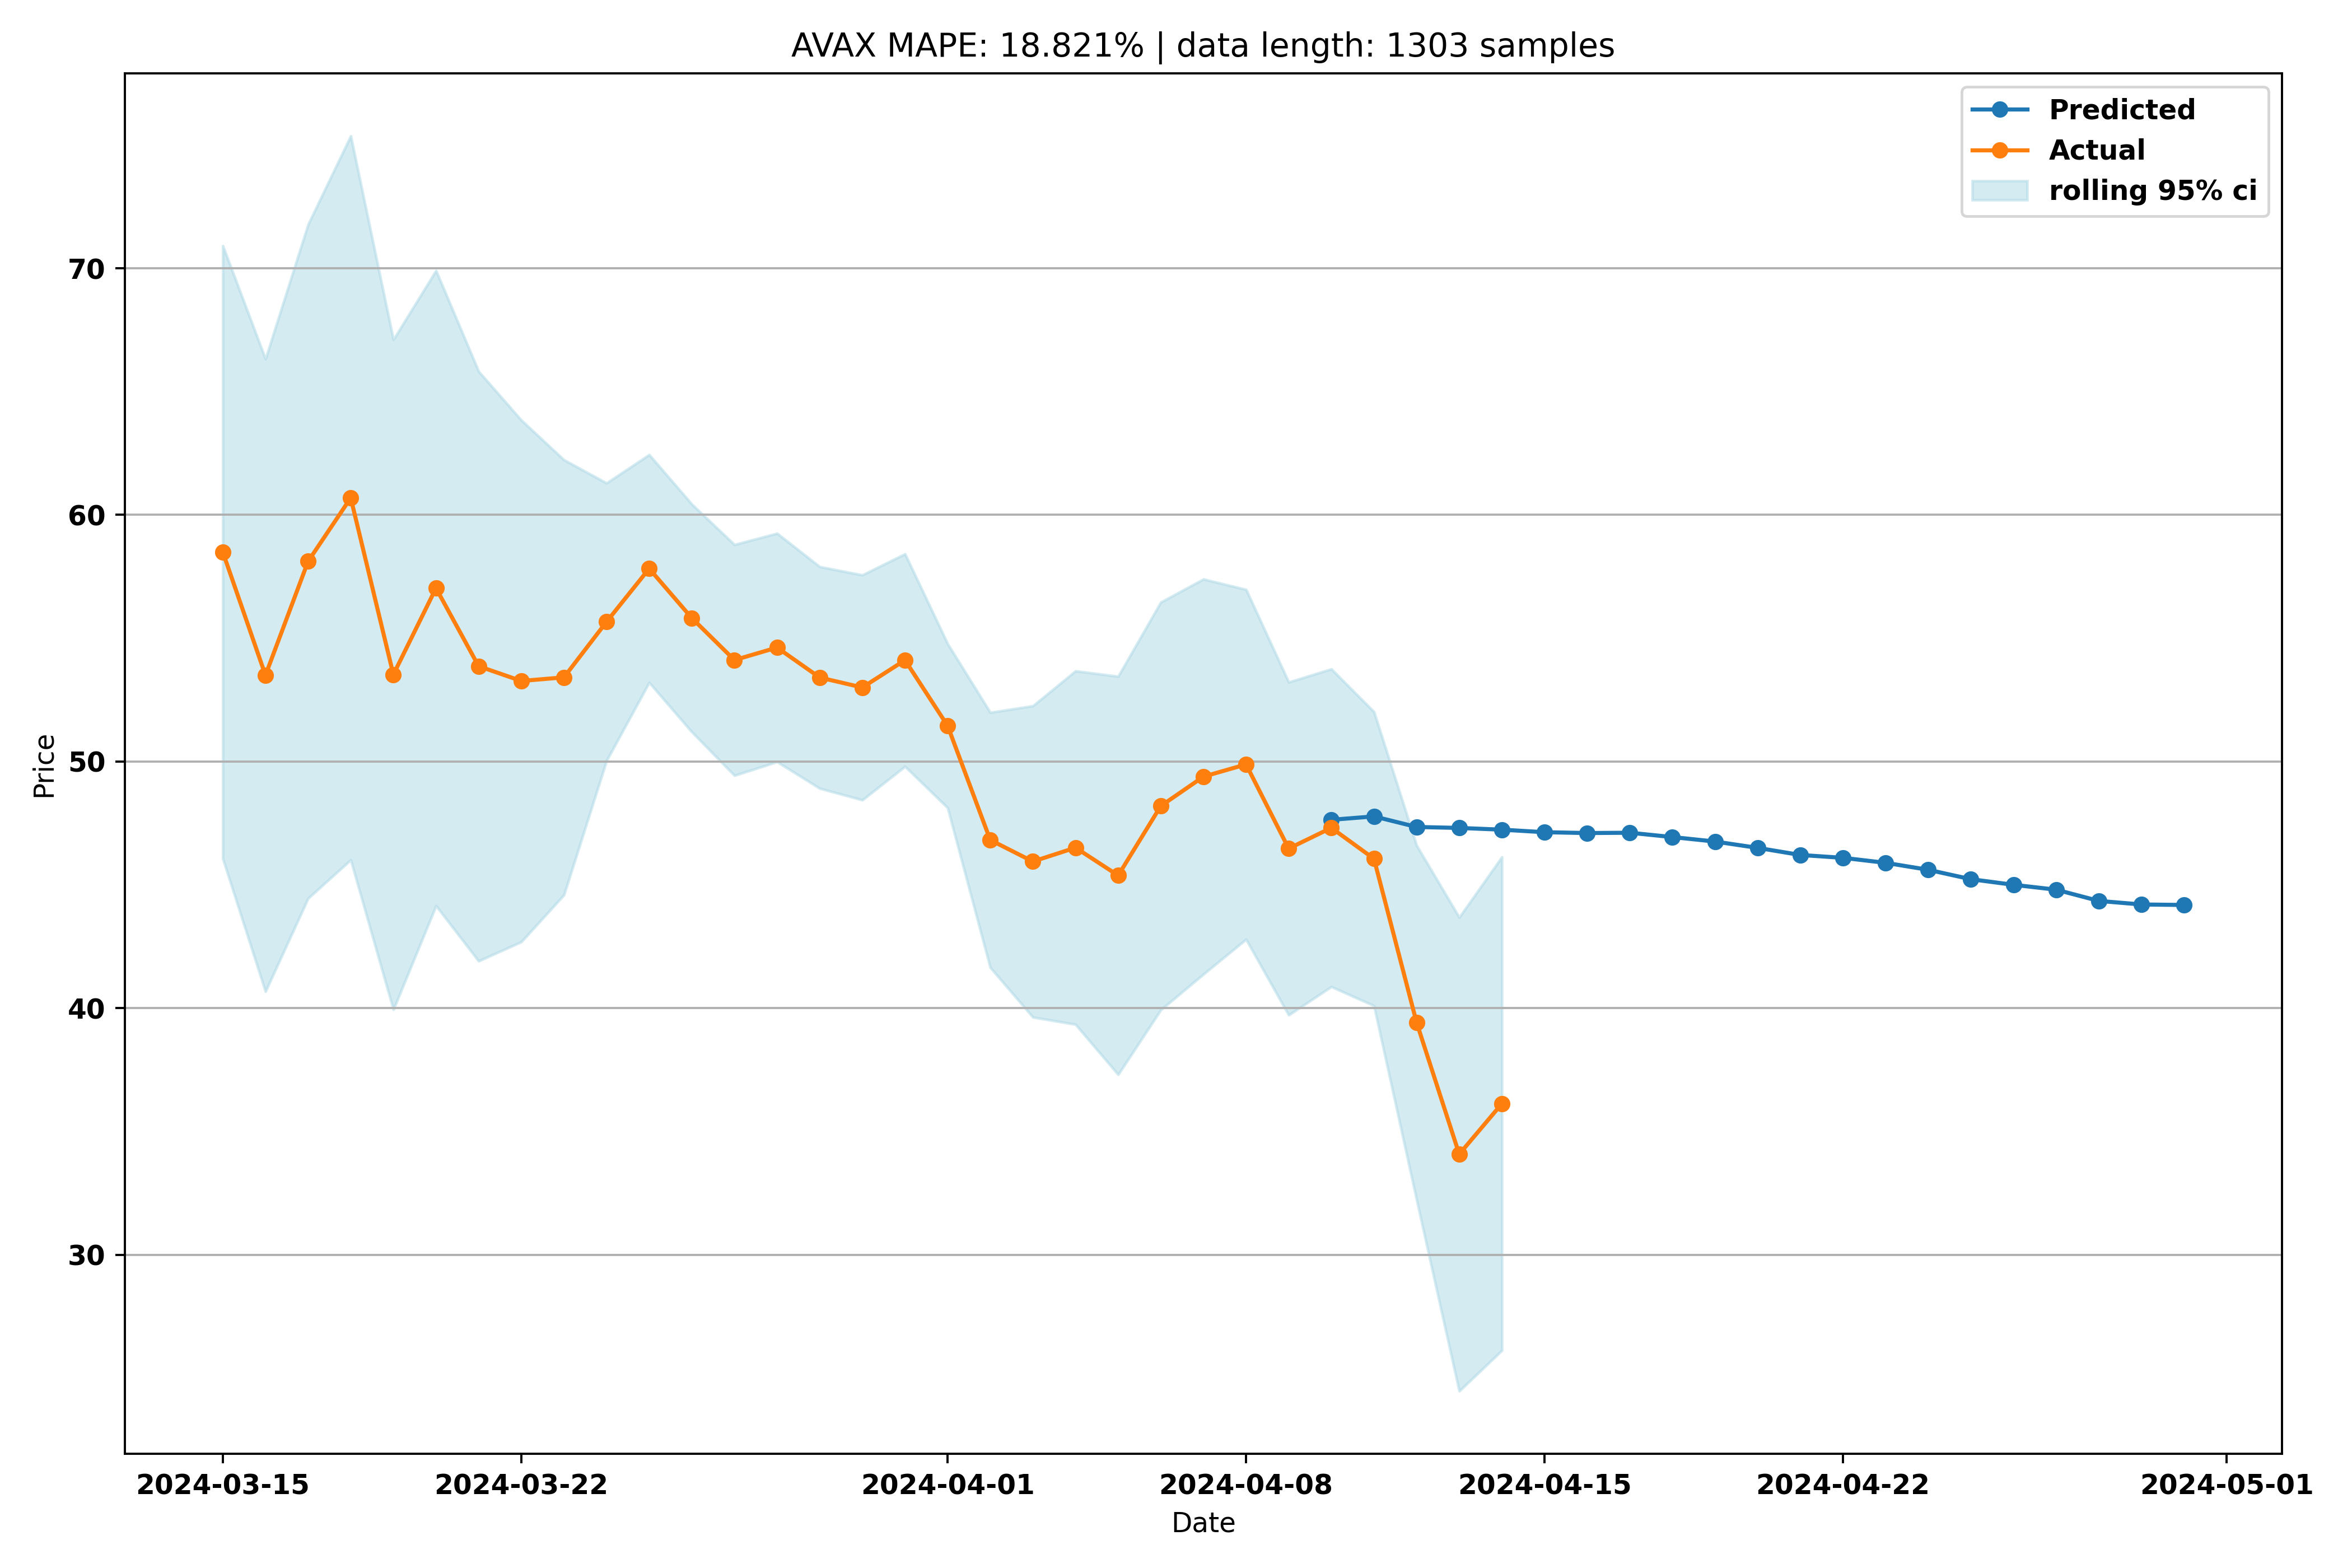 AVAX MAPE: 18.821% | data length: 1303 samples
Predicted
Actual
rolling 95% ci
70
60
50
40
30
Price
2024-03-15
2024-03-22
2024-04-01
2024-04-08
2024-04-15
2024-04-22
2024-05-01
Date